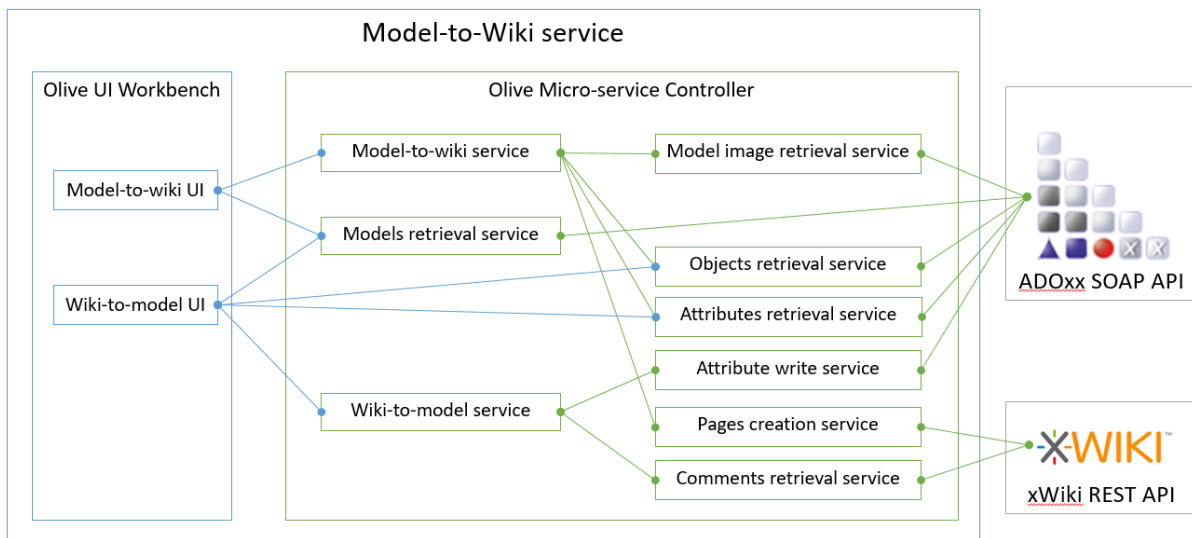 Model-to-Wiki service
Olive UI Workbench
Olive Micro-service Controller
Model-to-wiki service
Model image retrieval service
Model-to-wiki UI
Models retrieval service
Objects retrieval service
Wiki-to-model UI
Attributes retrieval service
Attribute write service
Wiki-to-model service
Pages creation service
Comments retrieval service
X X
ADOxx SOAP API
XWIKI™
xWiki REST API